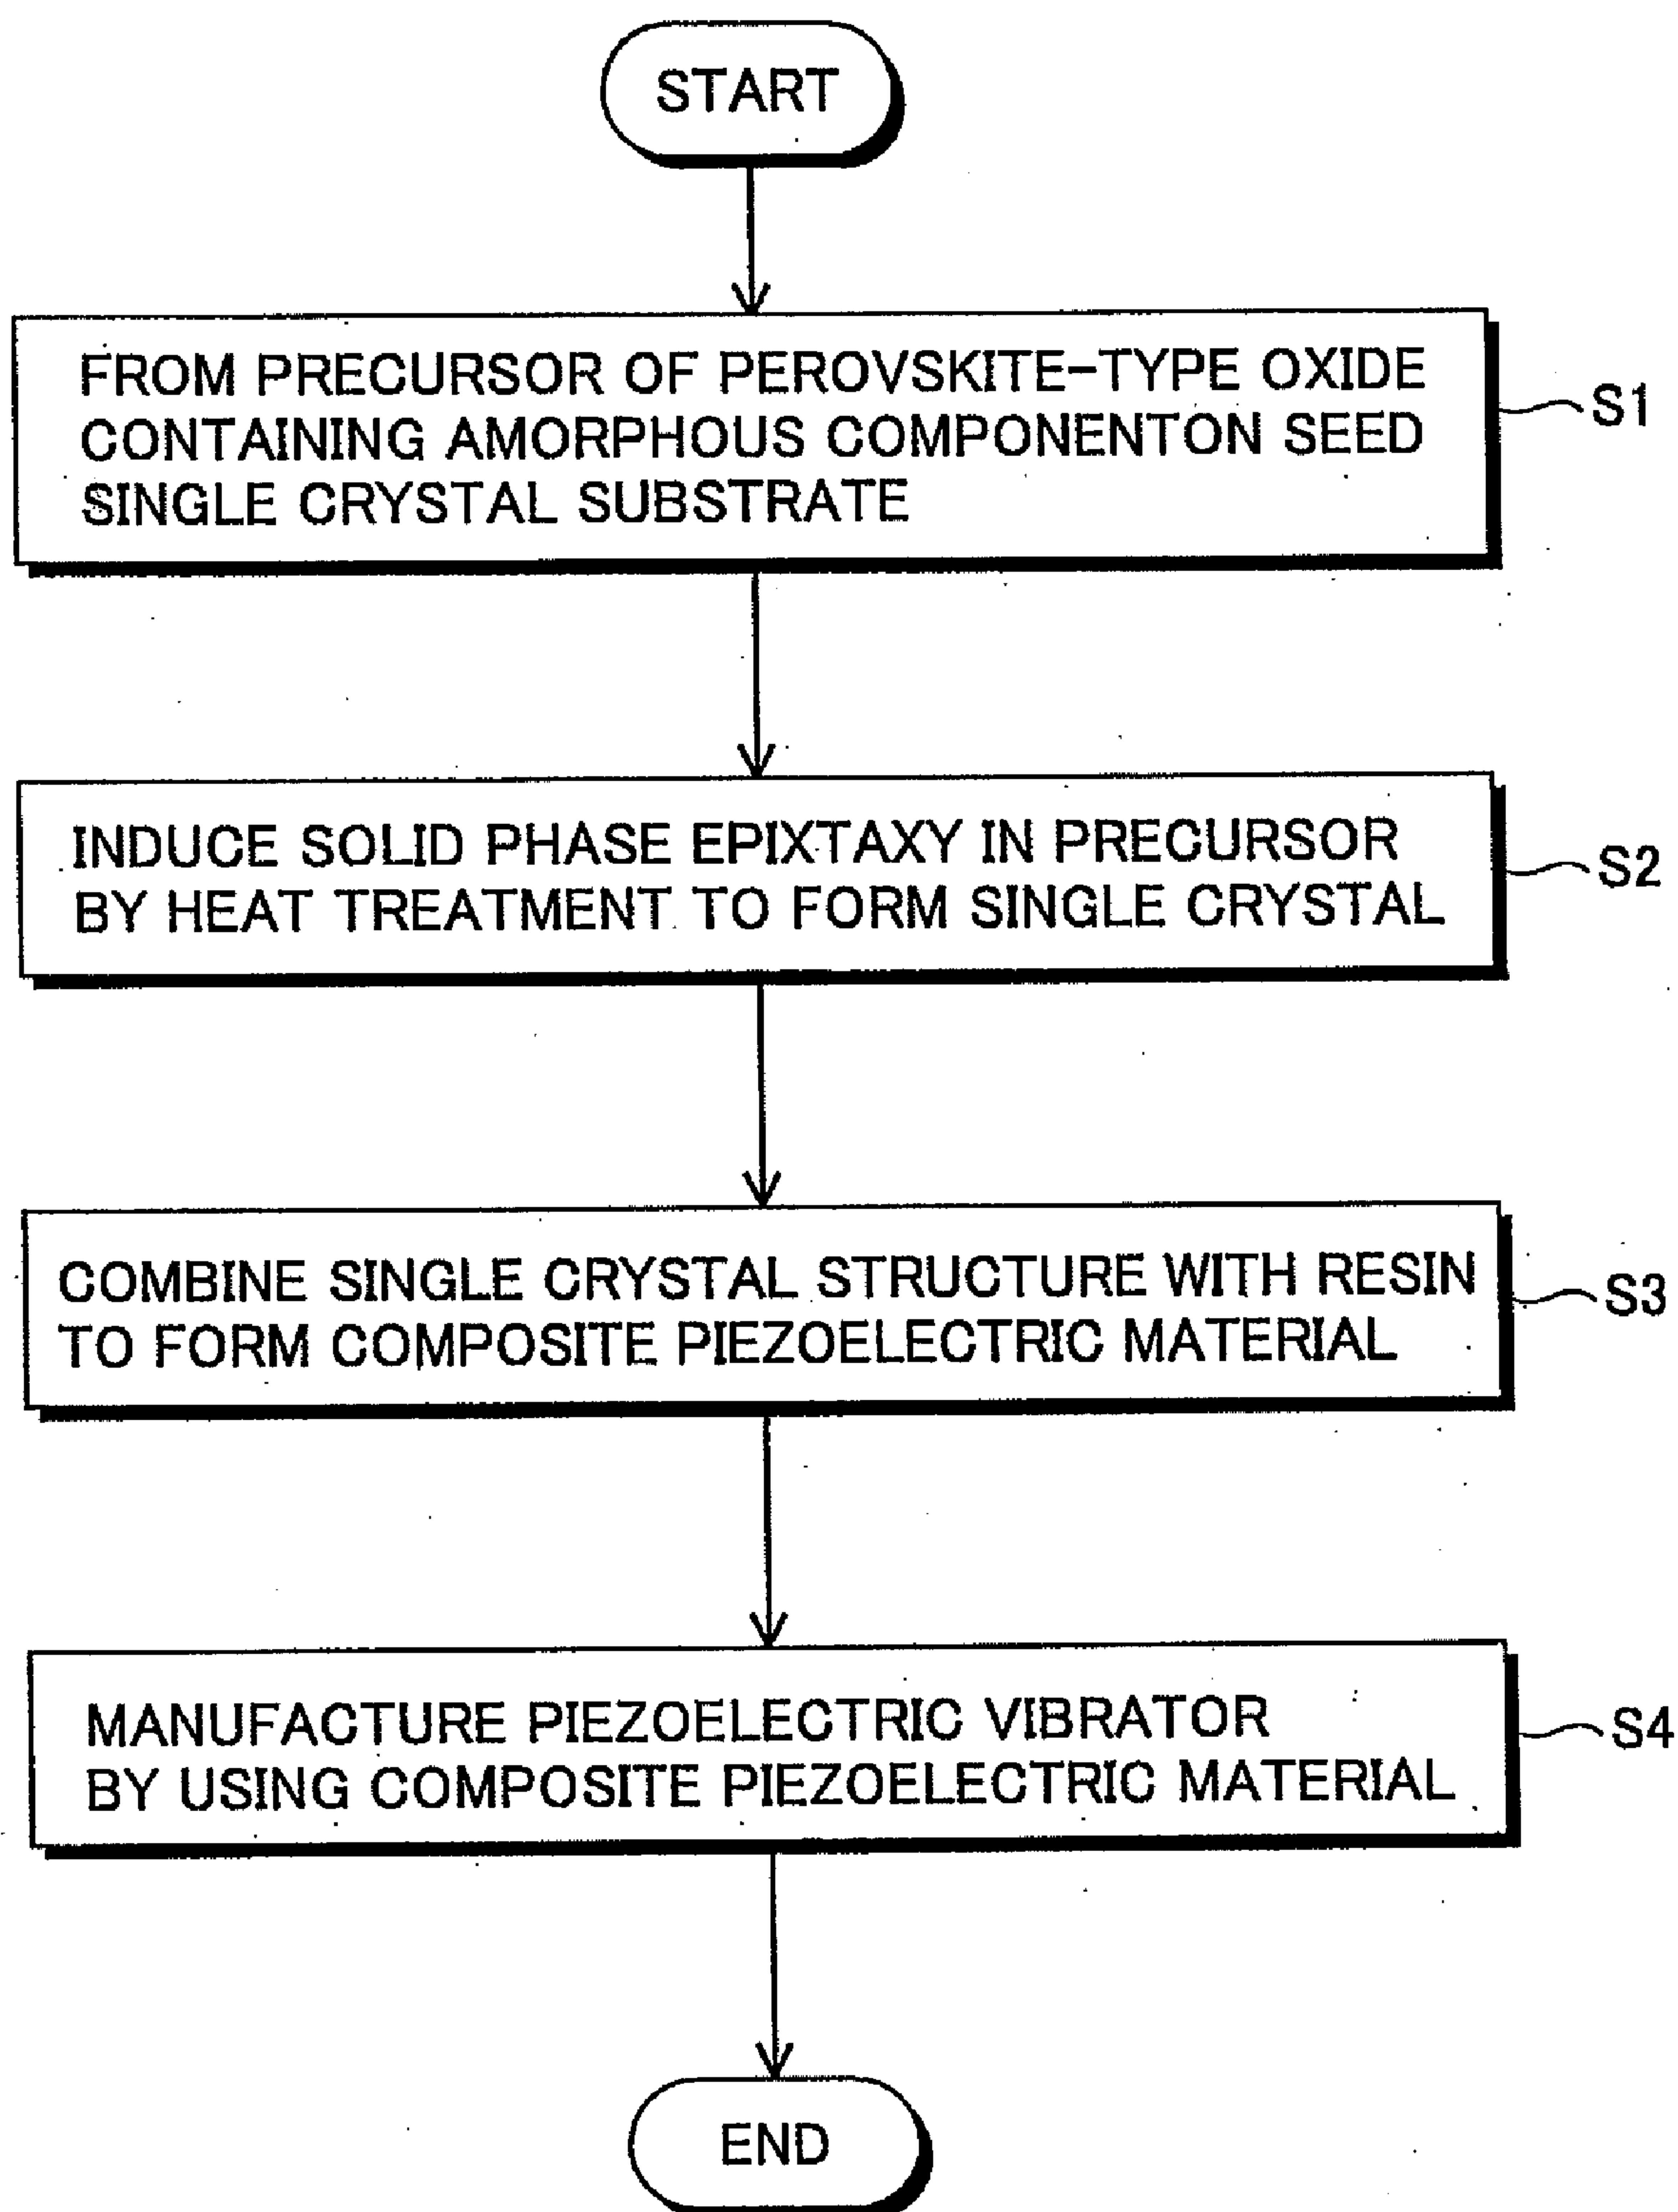 START
FROM PRECURSOR OF PEROVSKITE-TYPE OXIDE
CONTAINING AMORPHOUS COMPONENTON SEED
SINGLE CRYSTAL SUBSTRATE
S1
INDUCE SOLID PHASE EPIXTAXY IN PRECURSOR
BY HEAT TREATMENT TO FORM SINGLE CRYSTAL
S2
COMBINE SINGLE CRYSTAL STRUCTURE WITH RESIN
TO FORM COMPOSITE PIEZOELECTRIC MATERIAL
S3
MANUFACTURE PIEZOELECTRIC VIBRATOR
BY USING COMPOSITE PIEZOELECTRIC MATERIAL
S4
END